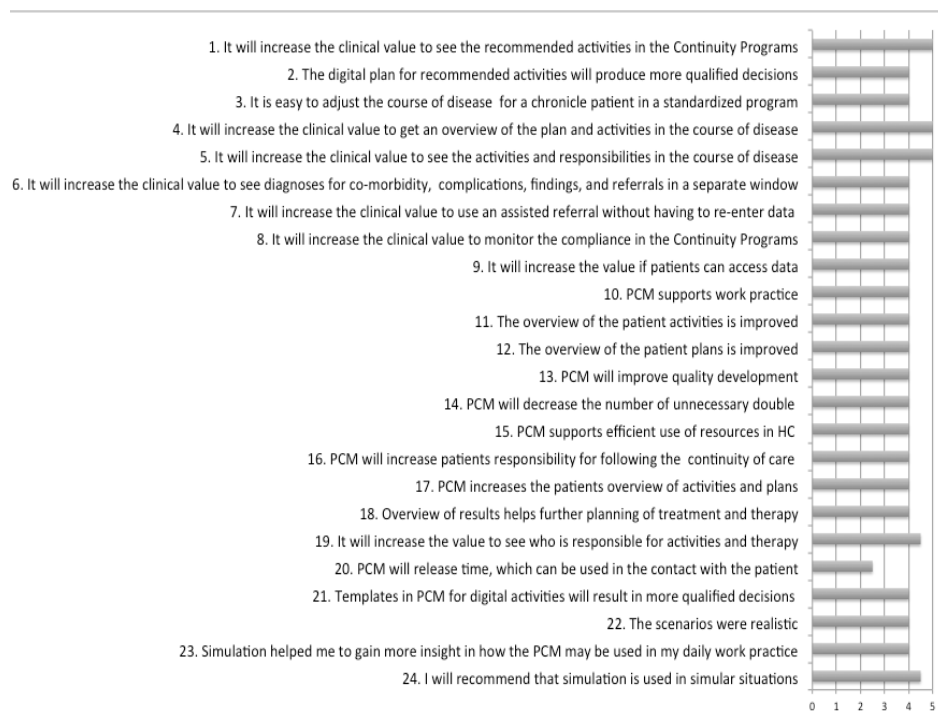 1. It will increase the clinical value to see the recommended activities in the Continuity Programs
2. The digital plan for recommended activities will produce more qualified decisions
3. It is easy to adjust the course of disease for a chronicle patient in a standardized program
4. It will increase the clinical value to get an overview of the plan and activities in the course of disease
5. It will increase the clinical value to see the activities and responsibilities in the course of disease
6. It will increase the clinical value to see diagnoses for co-morbidity, complications, findings, and referrals in a separate window
7. It will increase the clinical value to use an assisted referral without having to re-enter data
8. It will increase the clinical value to monitor the compliance in the Continuity Programs
9. It will increase the value if patients can access data
10. PCM supports work practice
11. The overview of the patient activities is improved
12. The overview of the patient plans is improved
13. PCM will improve quality development
14. PCM will decrease the number of unnecessary double
15. PCM supports efficient use of resources in HC
16. PCM will increase patients responsibility for following the continuity of care
17. PCM increases the patients overview of activities and plans
18. Overview of results helps further planning of treatment and therapy
19. It will increase the value to see who is responsible for activities and therapy
20. PCM will release time, which can be used in the contact with the patient
21. Templates in PCM for digital activities will result in more qualified decisions
22. The scenarios were realistic
23. Simulation helped me to gain more insight in how the PCM may be used in my daily work practice
24. I will recommend that simulation is used in simular situations
0 1 2 3 4 5